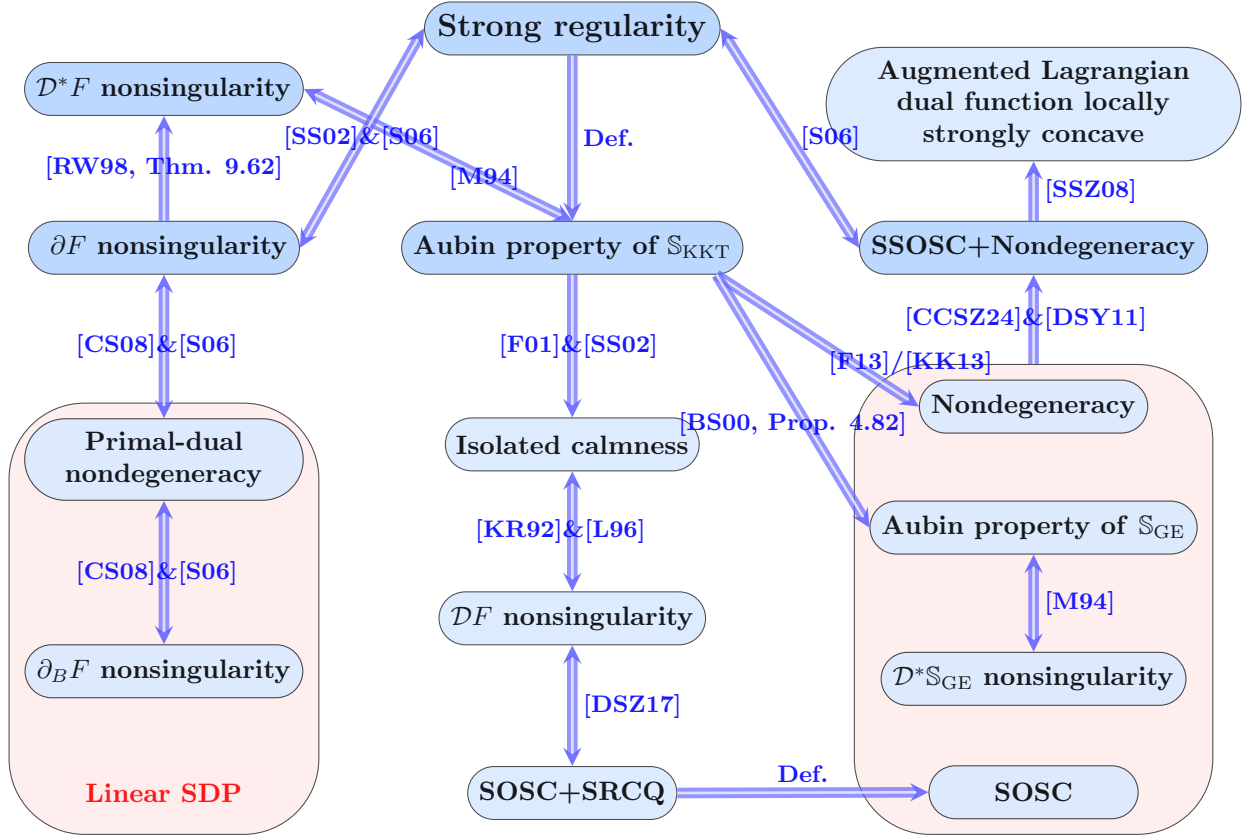 Strong regularity
𝒟*F nonsingularity
Augmented Lagrangian
dual function locally
strongly concave
[SS02]&[S06]
Def.
[S06]
[RW98, Thm. 9.62]
[M94]
[SSZ08]
∂F nonsingularity
Aubin property of 𝕊KKT
SSOSC+Nondegeneracy
[CS08]&[S06]
[F01]&[SS02]
[CCSZ24]&[DSY11]
[F13]/[KK13]
Nondegeneracy
[BS00, Prop. 4.82]
Primal-dual
nondegeneracy
Isolated calmness
Aubin property of 𝕊GE
[CS08]&[S06]
[KR92]&[L96]
[M94]
𝒟F nonsingularity
∂BF nonsingularity
𝒟*𝕊GE nonsingularity
[DSZ17]
Linear SDP
SOSC+SRCQ
Def.
SOSC